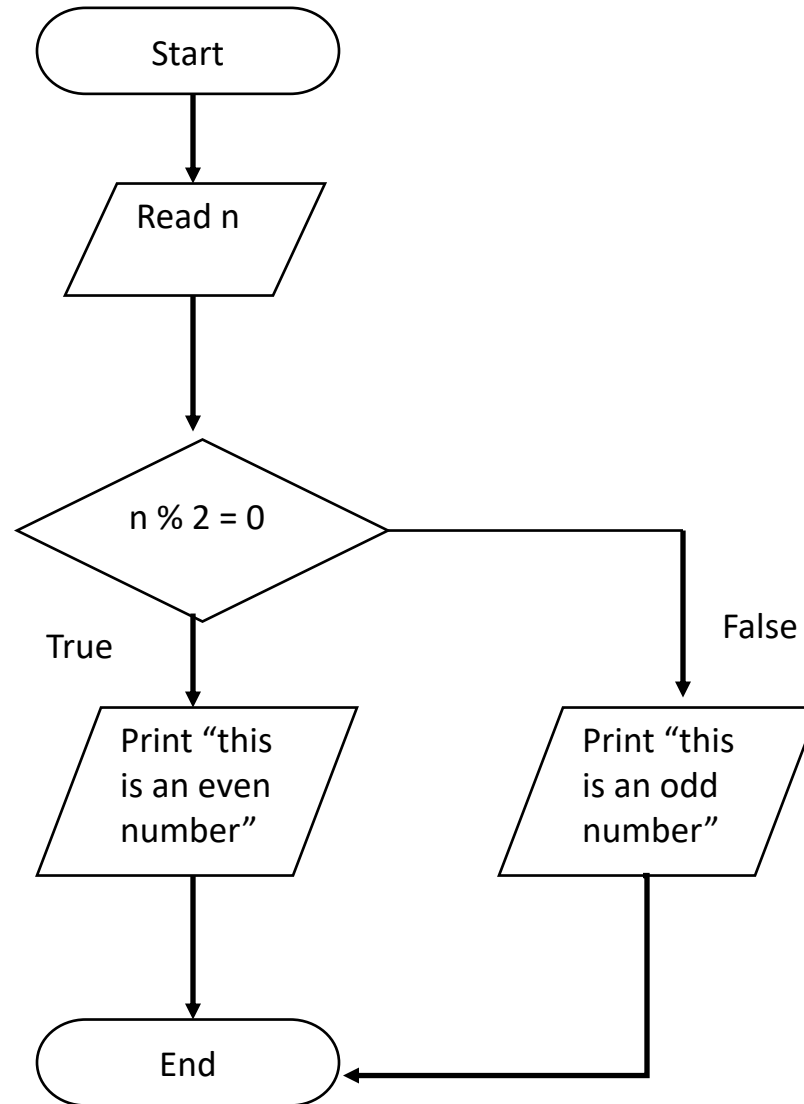 Start
Read n
n % 2 = 0
True
False
Print “this
is an even
number”
Print “this
is an odd
number”
End